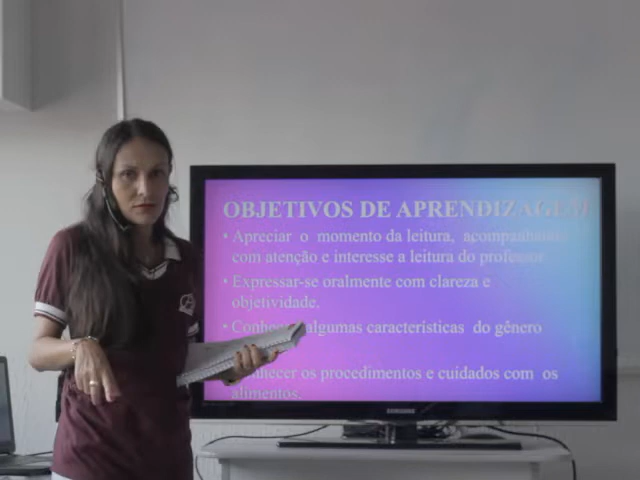 OBJETIVOS DE APRENDIZAGEM
• Apreciar o momento da leitura, acompanhando
com atenção e interesse a leitura do professor
• Expressar-se oralmente com clareza e
objetividade.
• algumas características do gênero
os procedimentos e cuidados com os
alimentos.
SAMSUNG